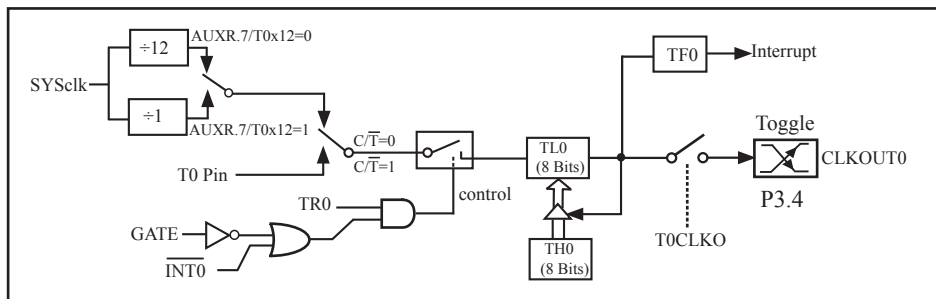 AUXR.7/T0x12=0
÷12
SYSclk
÷1
AUXR.7/T0x12=1
T0 Pin
C/T̅=0
C/T̅=1
control
TR0
GATE
I̅N̅T̅0̅
TL0
(8 Bits)
TH0
(8 Bits)
TF0
Interrupt
T0CLKO
Toggle
CLKOUT0
P3.4